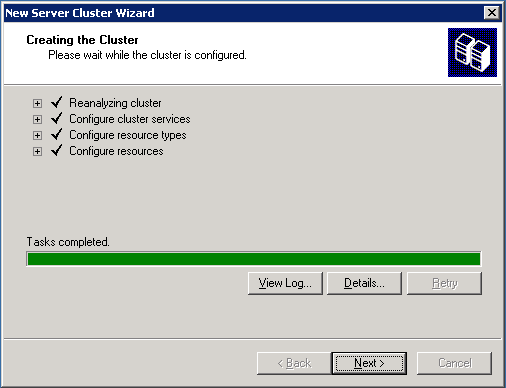 New Server Cluster Wizard
Creating the Cluster
Please wait while the cluster is configured.
Reanalyzing cluster
Configure cluster services
Configure resource types
Configure resources
Tasks completed.
View Log... Details... Retry
< Back Next > Cancel